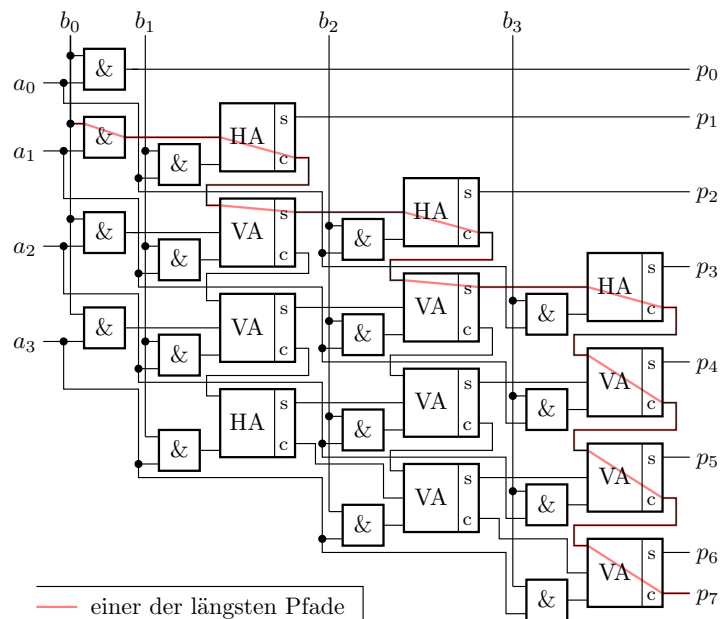 b0 b1 b2 b3
& p0
a0
HA s p1
&
a1 & c
HA s p2
VA s
& & c
a2 & c
HA s p3
VA s
& c
VA s
& & c
a3 & c
VA s p4
VA s
HA s & c
& c
& c
VA s p5
VA s
& c
& c
VA s p6
& c p7
einer der längsten Pfade